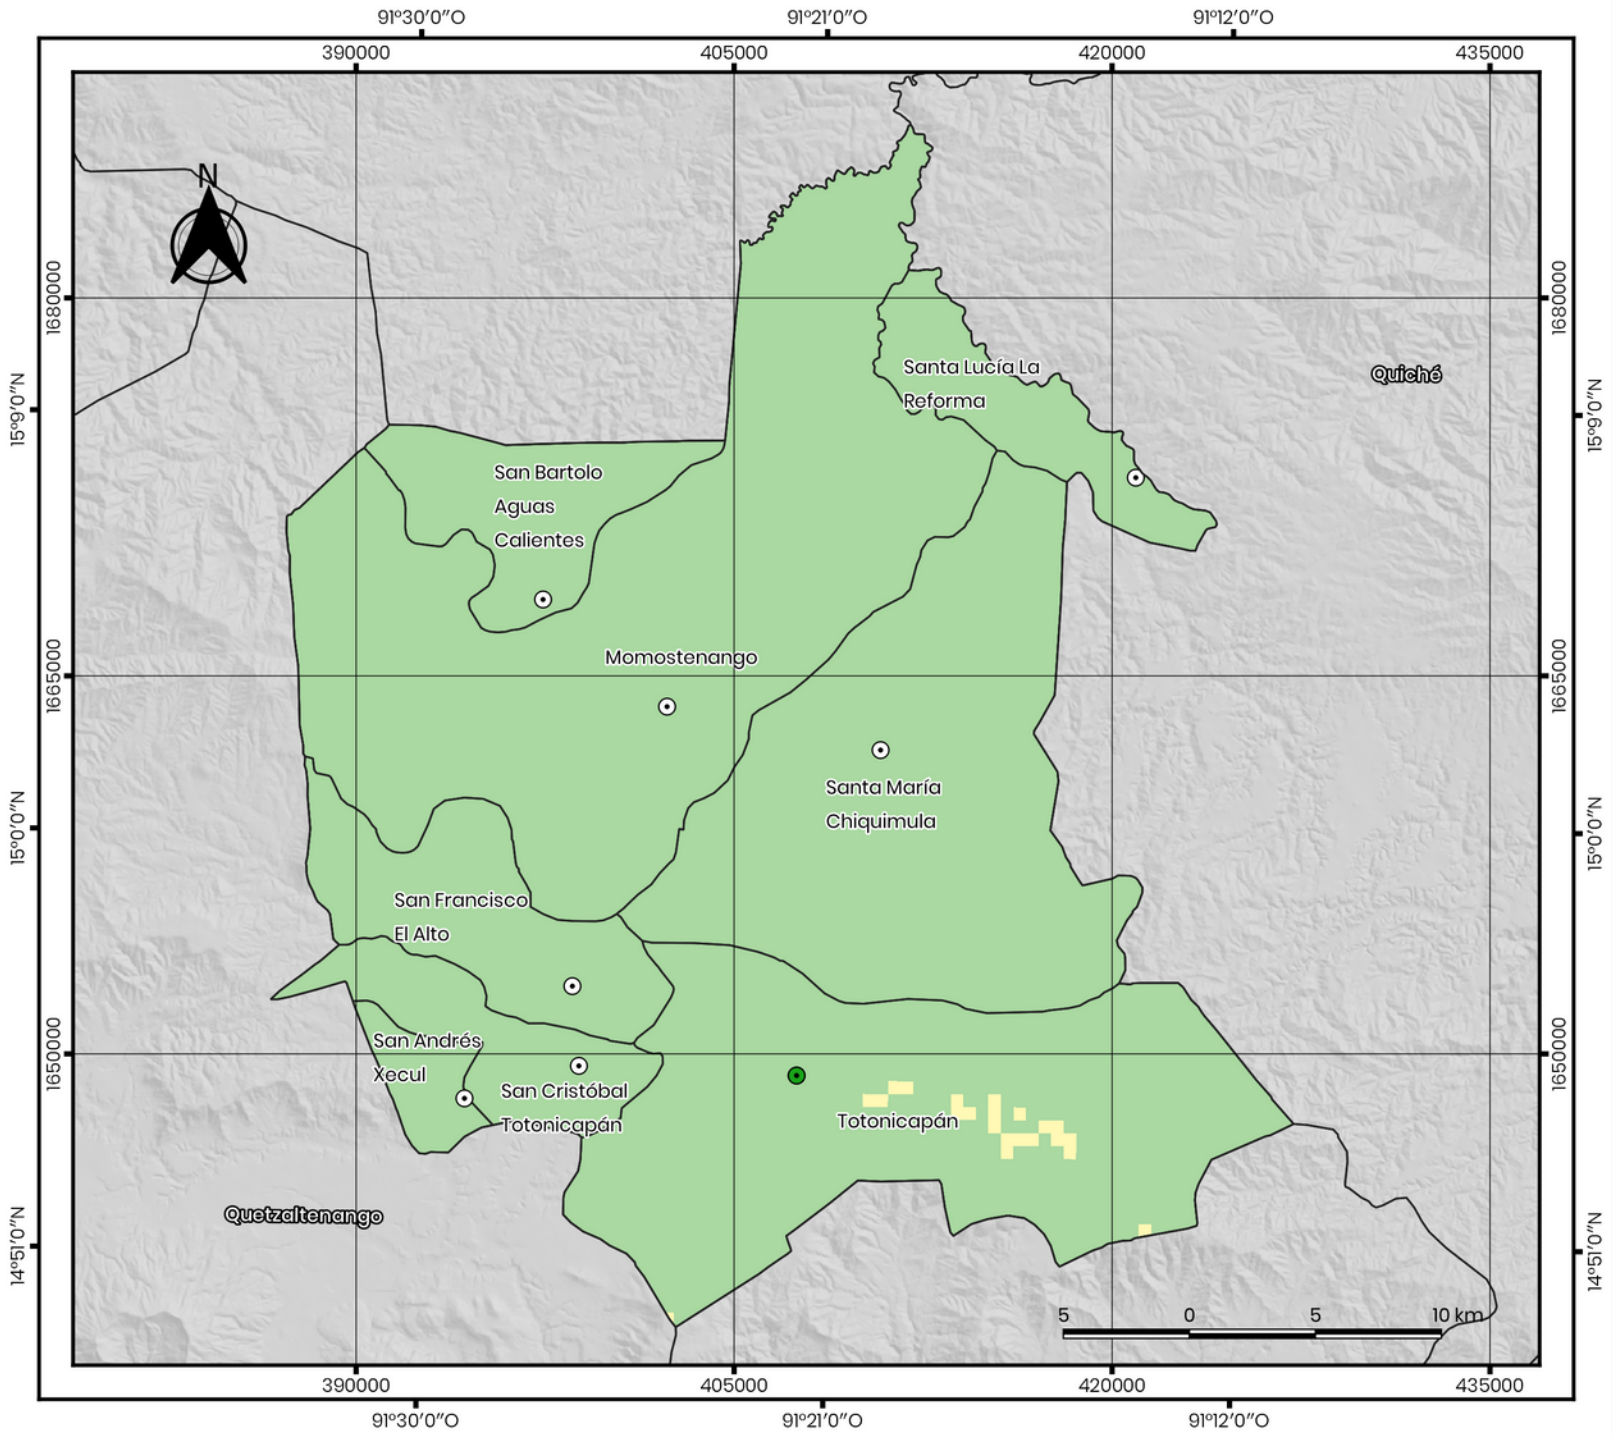 91°30′0″O 91°21′0″O 91°12′0″O
390000 405000 420000 435000
N
1680000 1680000
Santa Lucía La
Reforma
Quiché
15°9′0″N 15°9′0″N
San Bartolo
Aguas
Calientes
Momostenango
1665000 1665000
Santa María
Chiquimula
15°0′0″N 15°0′0″N
San Francisco
El Alto
San Andrés
Xecul
1650000 1650000
San Cristóbal
Totonicapán
Totonicapán
Quetzaltenango
14°51′0″N 14°51′0″N
5 0 5 10 km
390000 405000 420000 435000
91°30′0″O 91°21′0″O 91°12′0″O